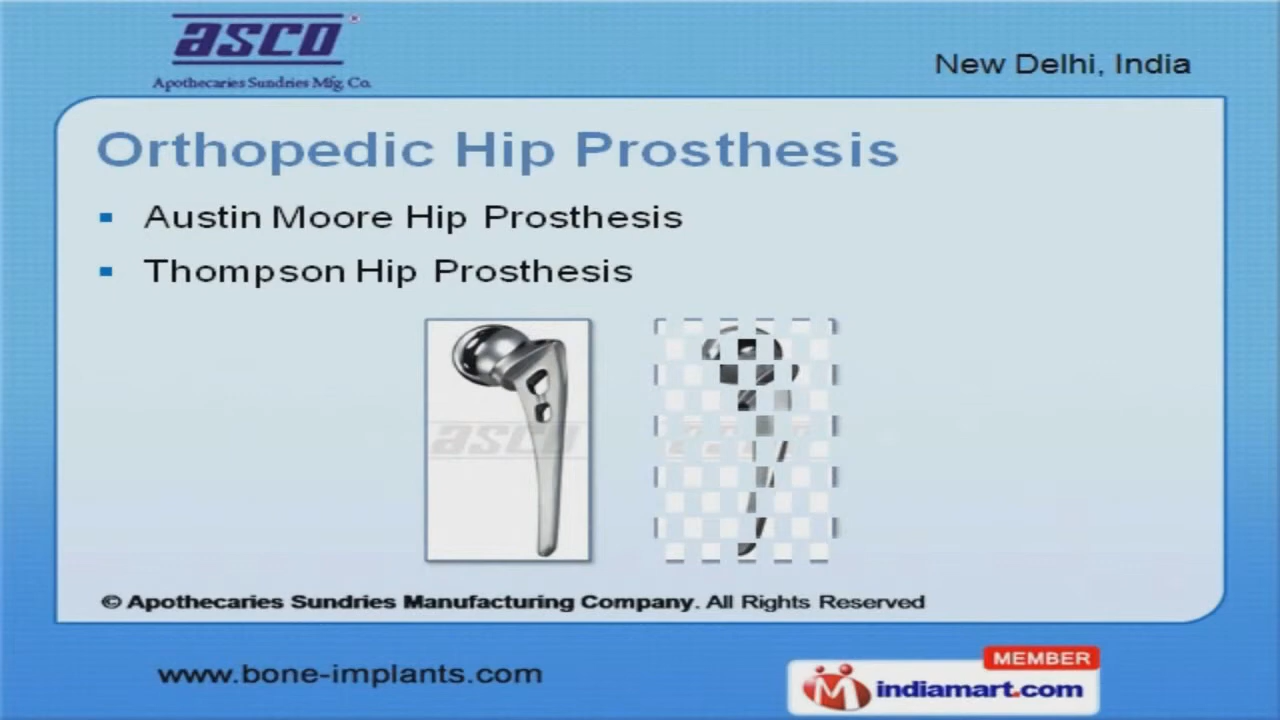 asco®
Apothecaries Sundries Mfg. Co.
New Delhi, India
Orthopedic Hip Prosthesis
▪ Austin Moore Hip Prosthesis
▪ Thompson Hip Prosthesis
asco
© Apothecaries Sundries Manufacturing Company. All Rights Reserved
www.bone-implants.com
MEMBER
indiamart.com